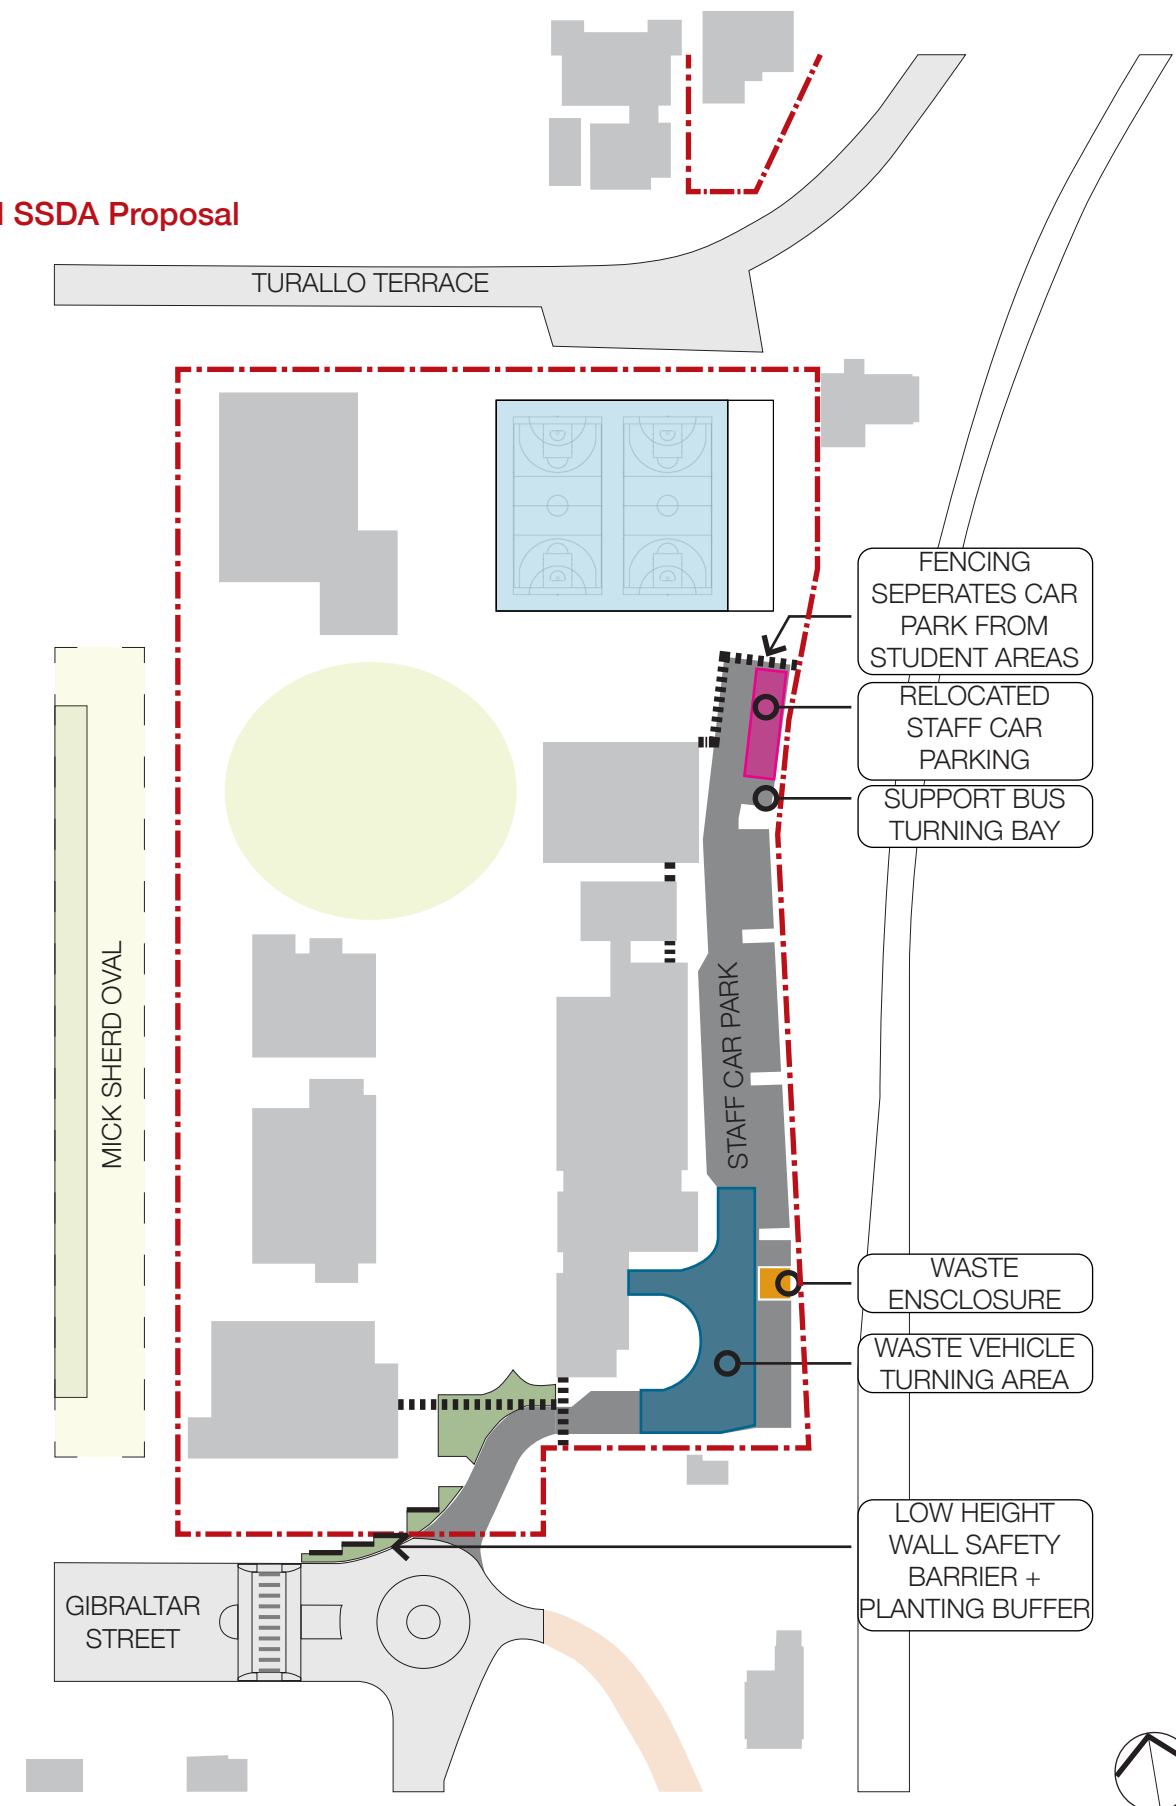 SSDA Proposal
TURALLO TERRACE
FENCING
SEPERATES CAR
PARK FROM
STUDENT AREAS
RELOCATED
STAFF CAR
PARKING
SUPPORT BUS
TURNING BAY
MICK SHERD OVAL
STAFF CAR PARK
WASTE
ENSCLOSURE
WASTE VEHICLE
TURNING AREA
LOW HEIGHT
WALL SAFETY
BARRIER +
PLANTING BUFFER
GIBRALTAR
STREET